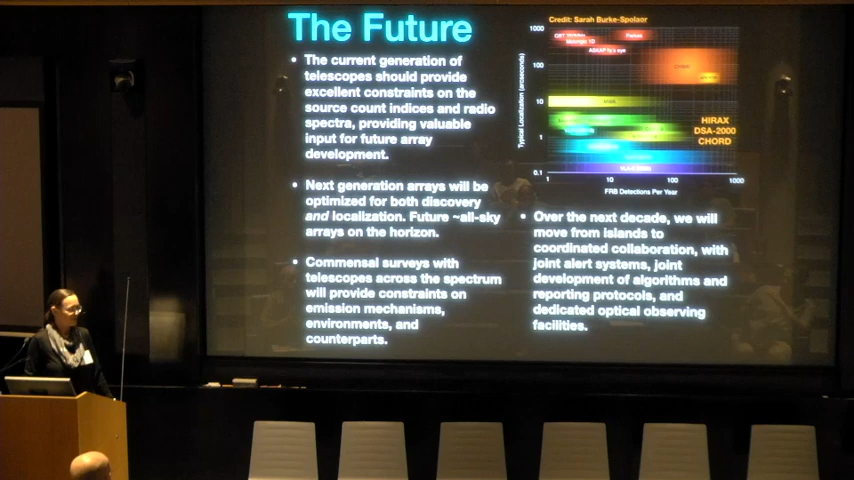 The Future
• The current generation of
telescopes should provide
excellent constraints on the
source count indices and radio
spectra, providing valuable
input for future array
development.
• Next generation arrays will be
optimized for both discovery
and localization. Future ~all-sky
arrays on the horizon.
• Commensal surveys with
telescopes across the spectrum
will provide constraints on
emission mechanisms,
environments, and
counterparts.
Credit: Sarah Burke-Spolaor
Typical Localization (arcseconds)
1000
100
10
1
0.1
ASKAP fly's eye
HIRAX
DSA-2000
CHORD
1
10
100
1000
FRB Detections Per Year
• Over the next decade, we will
move from islands to
coordinated collaboration, with
joint alert systems, joint
development of algorithms and
reporting protocols, and
dedicated optical observing
facilities.